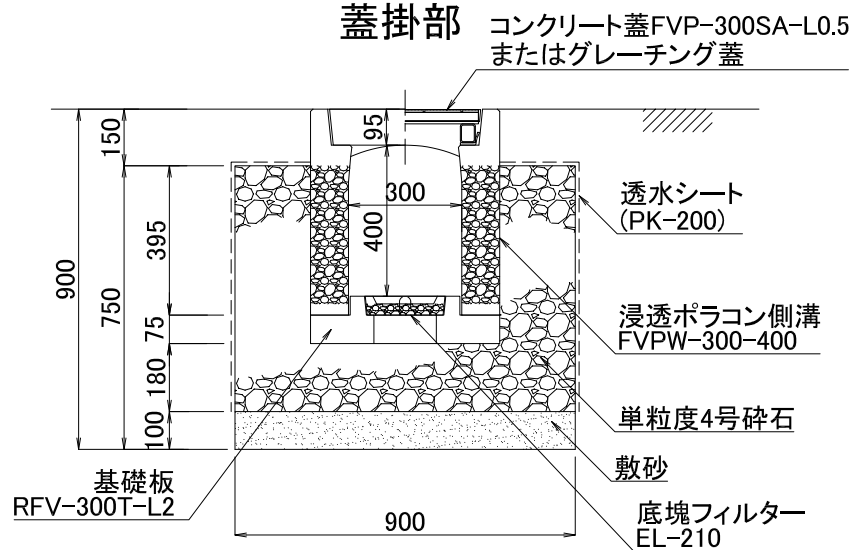 蓋掛部
コンクリート蓋FVP-300SA-L0.5
またはグレーチング蓋
150
95
300
400
395
900
750
75
180
100
透水シート
(PK-200)
浸透ポラコン側溝
FVPW-300-400
単粒度4号砕石
敷砂
基礎板
RFV-300T-L2
900
底塊フィルター
EL-210